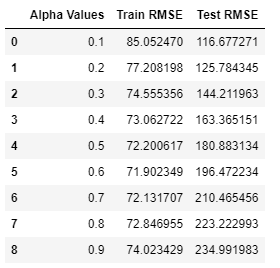 Alpha Values Train RMSE Test RMSE
0 0.1 85.052470 116.677271
1 0.2 77.208198 125.784345
2 0.3 74.555356 144.211963
3 0.4 73.062722 163.365151
4 0.5 72.200617 180.883134
5 0.6 71.902349 196.472234
6 0.7 72.131707 210.465456
7 0.8 72.846955 223.222993
8 0.9 74.023429 234.991983